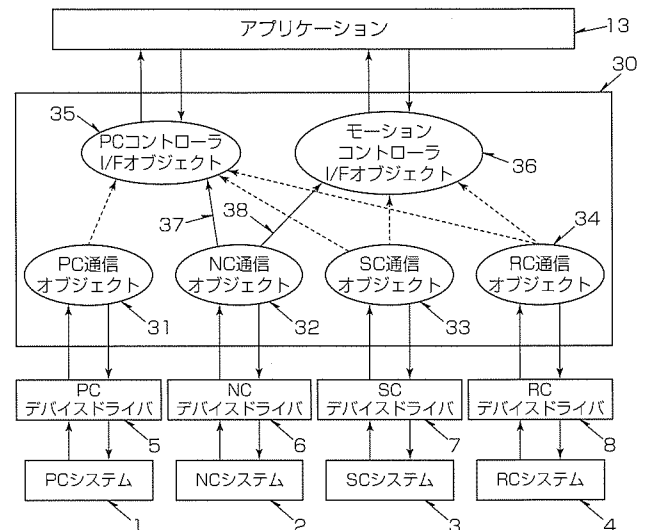 アプリケーション
13
30
35
PCコントローラ
I/Fオブジェクト
モーション
コントローラ
I/Fオブジェクト
36
37
38
34
PC通信
オブジェクト
NC通信
オブジェクト
SC通信
オブジェクト
RC通信
オブジェクト
31
32
33
PC
デバイスドライバ
NC
デバイスドライバ
SC
デバイスドライバ
RC
デバイスドライバ
5
6
7
8
PCシステム
NCシステム
SCシステム
RCシステム
1
2
3
4